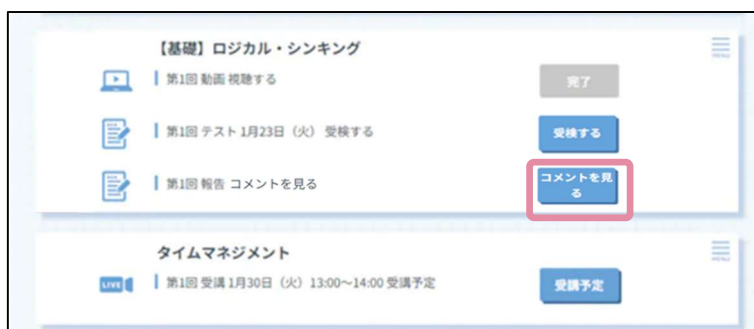 【基礎】ロジカル・シンキング
MENU
第1回 動画 視聴する
完了
第1回 テスト 1月23日（火） 受検する
受検する
第1回 報告 コメントを見る
コメントを見
る
タイムマネジメント
MENU
LIVE
第1回 受講 1月30日（火）13:00～14:00 受講予定
受講予定